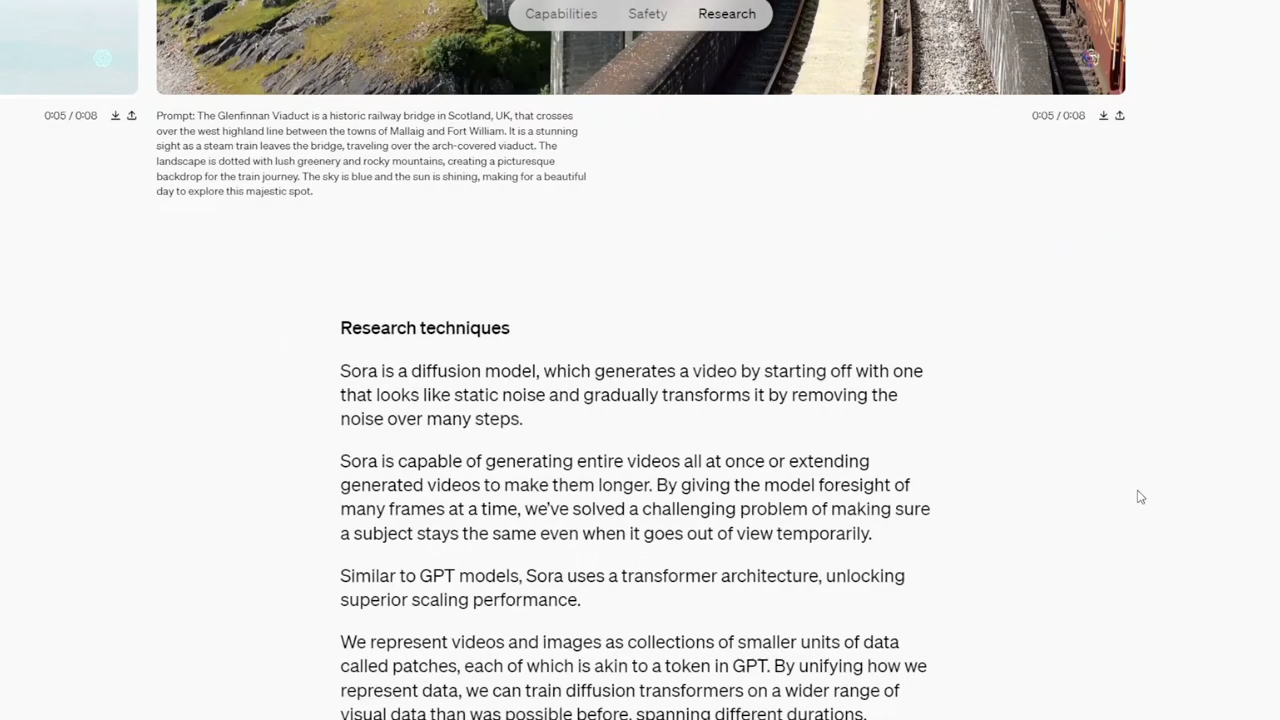 Capabilities Safety Research
0:05 / 0:08
Prompt: The Glenfinnan Viaduct is a historic railway bridge in Scotland, UK, that crosses
over the west highland line between the towns of Mallaig and Fort William. It is a stunning
sight as a steam train leaves the bridge, traveling over the arch-covered viaduct. The
landscape is dotted with lush greenery and rocky mountains, creating a picturesque
backdrop for the train journey. The sky is blue and the sun is shining, making for a beautiful
day to explore this majestic spot.
0:05 / 0:08
Research techniques
Sora is a diffusion model, which generates a video by starting off with one
that looks like static noise and gradually transforms it by removing the
noise over many steps.
Sora is capable of generating entire videos all at once or extending
generated videos to make them longer. By giving the model foresight of
many frames at a time, we’ve solved a challenging problem of making sure
a subject stays the same even when it goes out of view temporarily.
Similar to GPT models, Sora uses a transformer architecture, unlocking
superior scaling performance.
We represent videos and images as collections of smaller units of data
called patches, each of which is akin to a token in GPT. By unifying how we
represent data, we can train diffusion transformers on a wider range of
visual data than was possible before, spanning different durations,